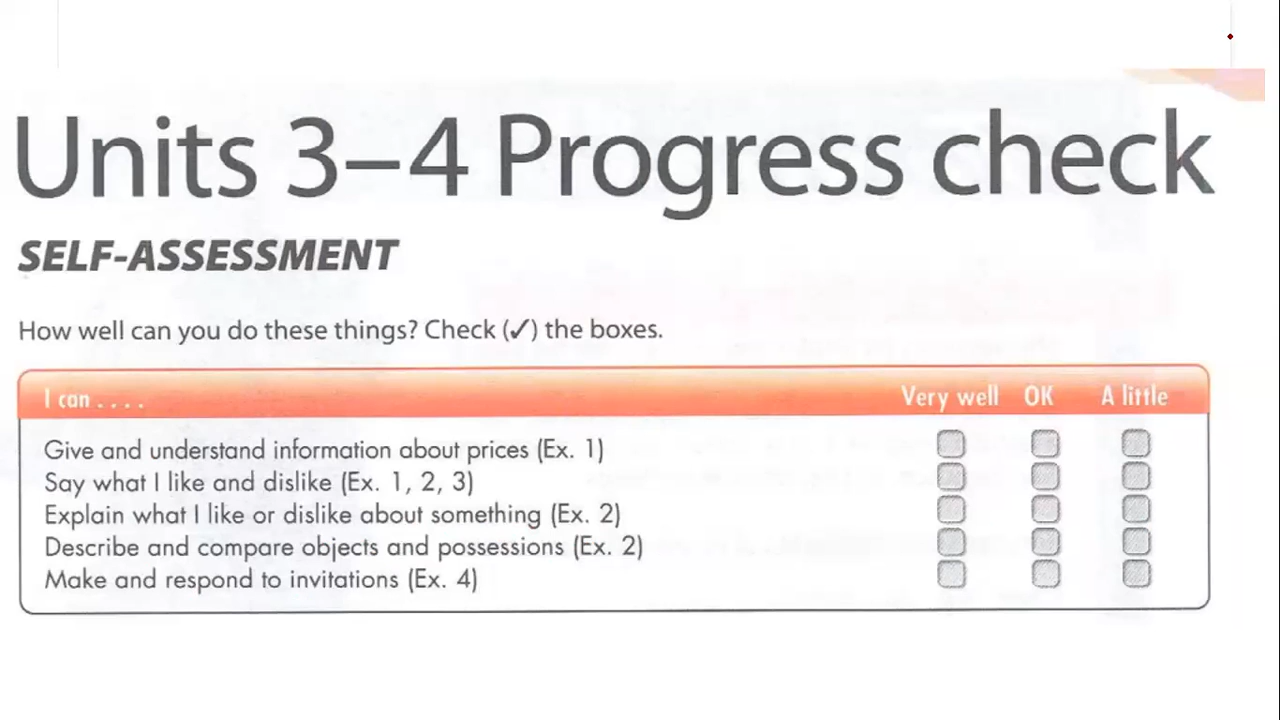 Units 3–4 Progress check
SELF-ASSESSMENT
How well can you do these things? Check (✓) the boxes.
I can . . . . Very well OK A little
Give and understand information about prices (Ex. 1)
Say what I like and dislike (Ex. 1, 2, 3)
Explain what I like or dislike about something (Ex. 2)
Describe and compare objects and possessions (Ex. 2)
Make and respond to invitations (Ex. 4)